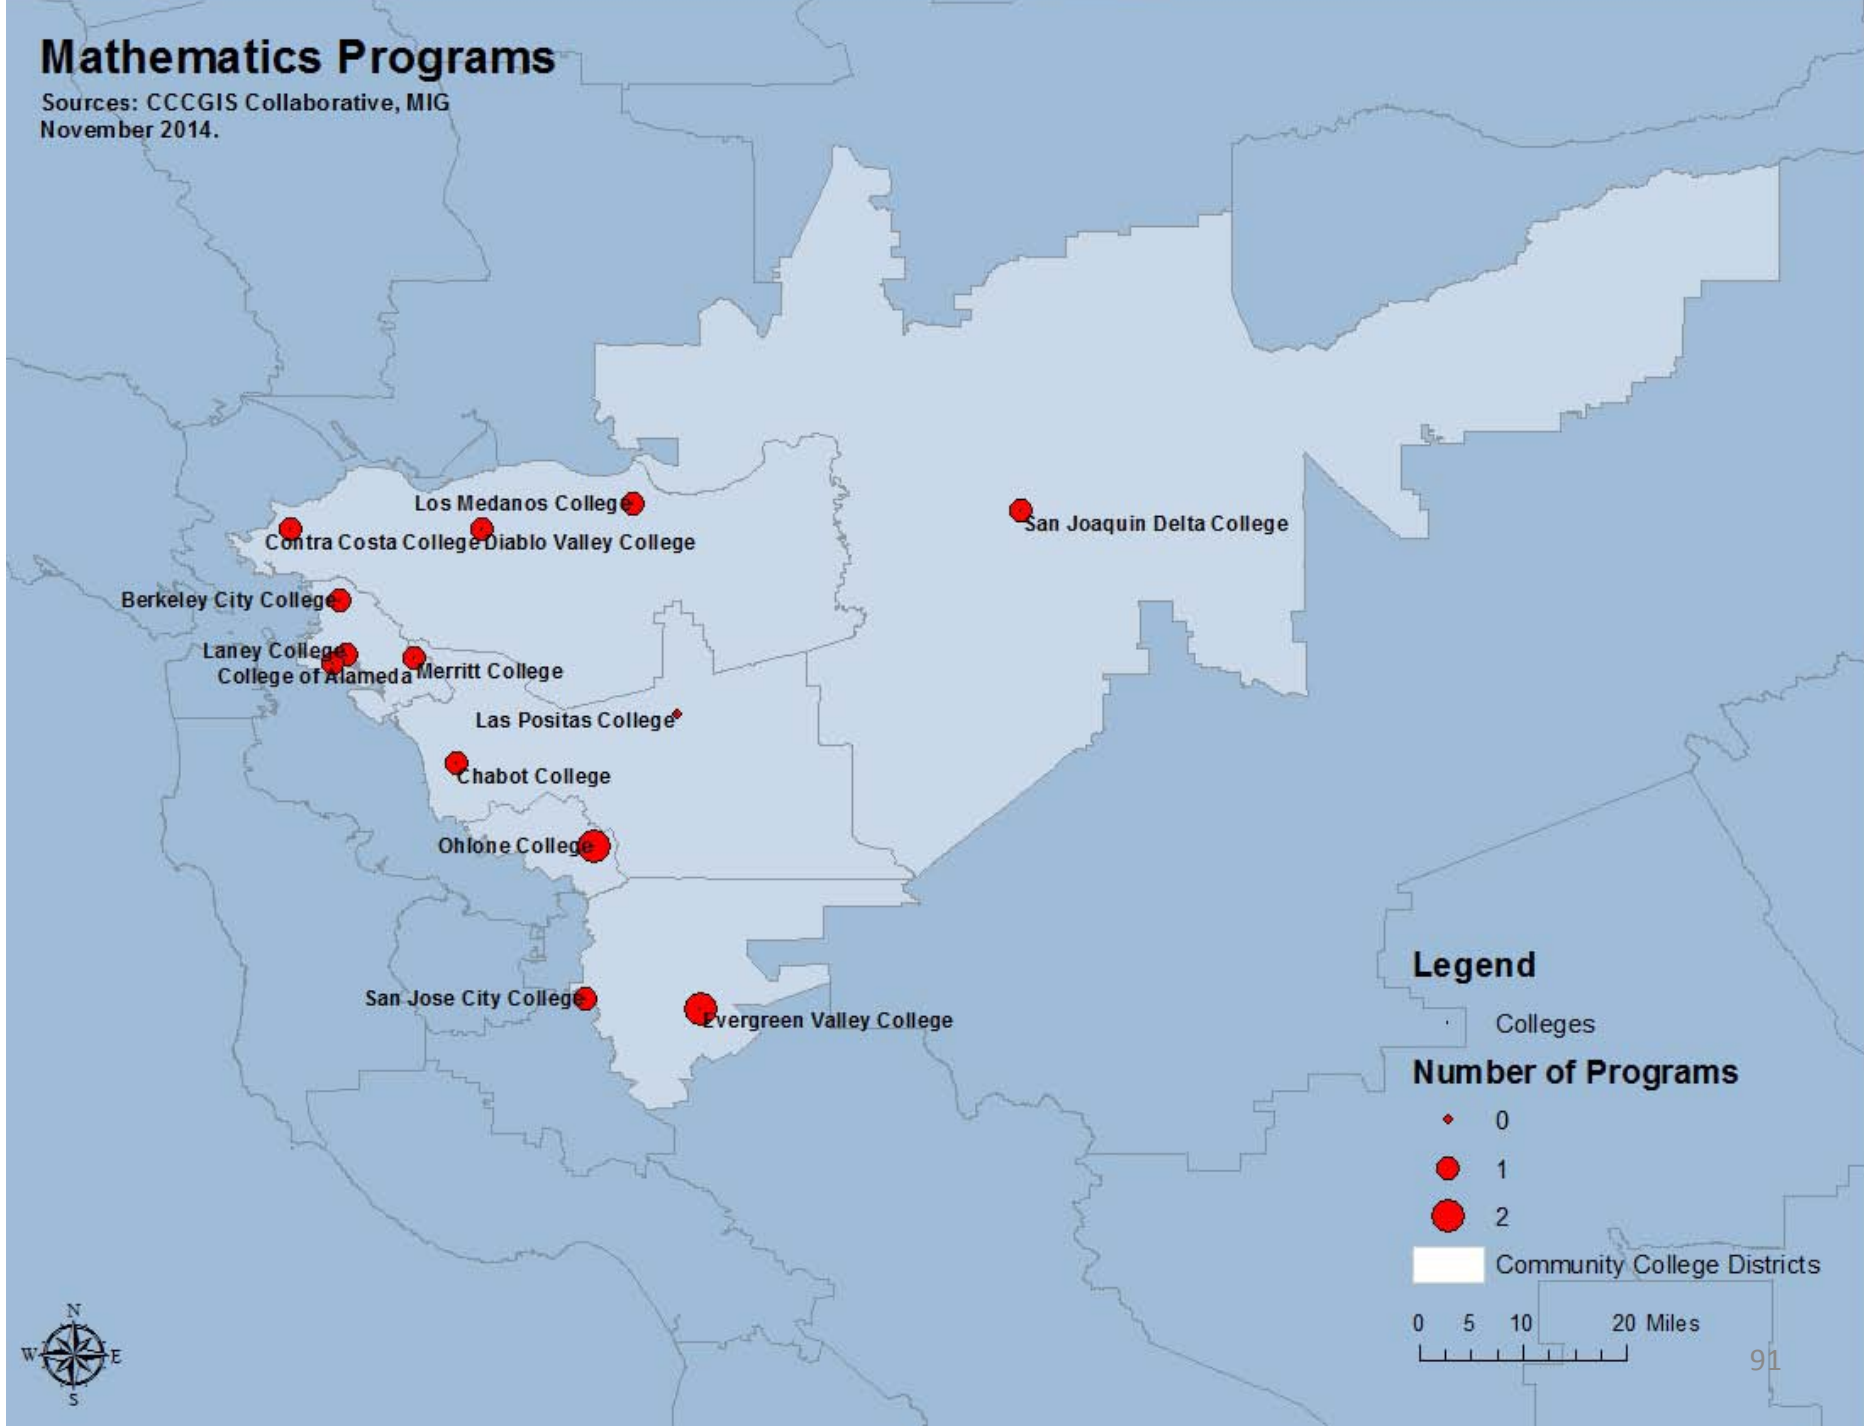 Mathematics Programs
Sources: CCCGIS Collaborative, MIG
November 2014.
Los Medanos College
San Joaquin Delta College
Contra Costa College
Diablo Valley College
Berkeley City College
Laney College
College of Alameda
Merritt College
Las Positas College
Chabot College
Ohlone College
San Jose City College
Evergreen Valley College
Legend
Colleges
Number of Programs
0
1
2
Community College Districts
0 5 10 20 Miles
N
W E
S
91